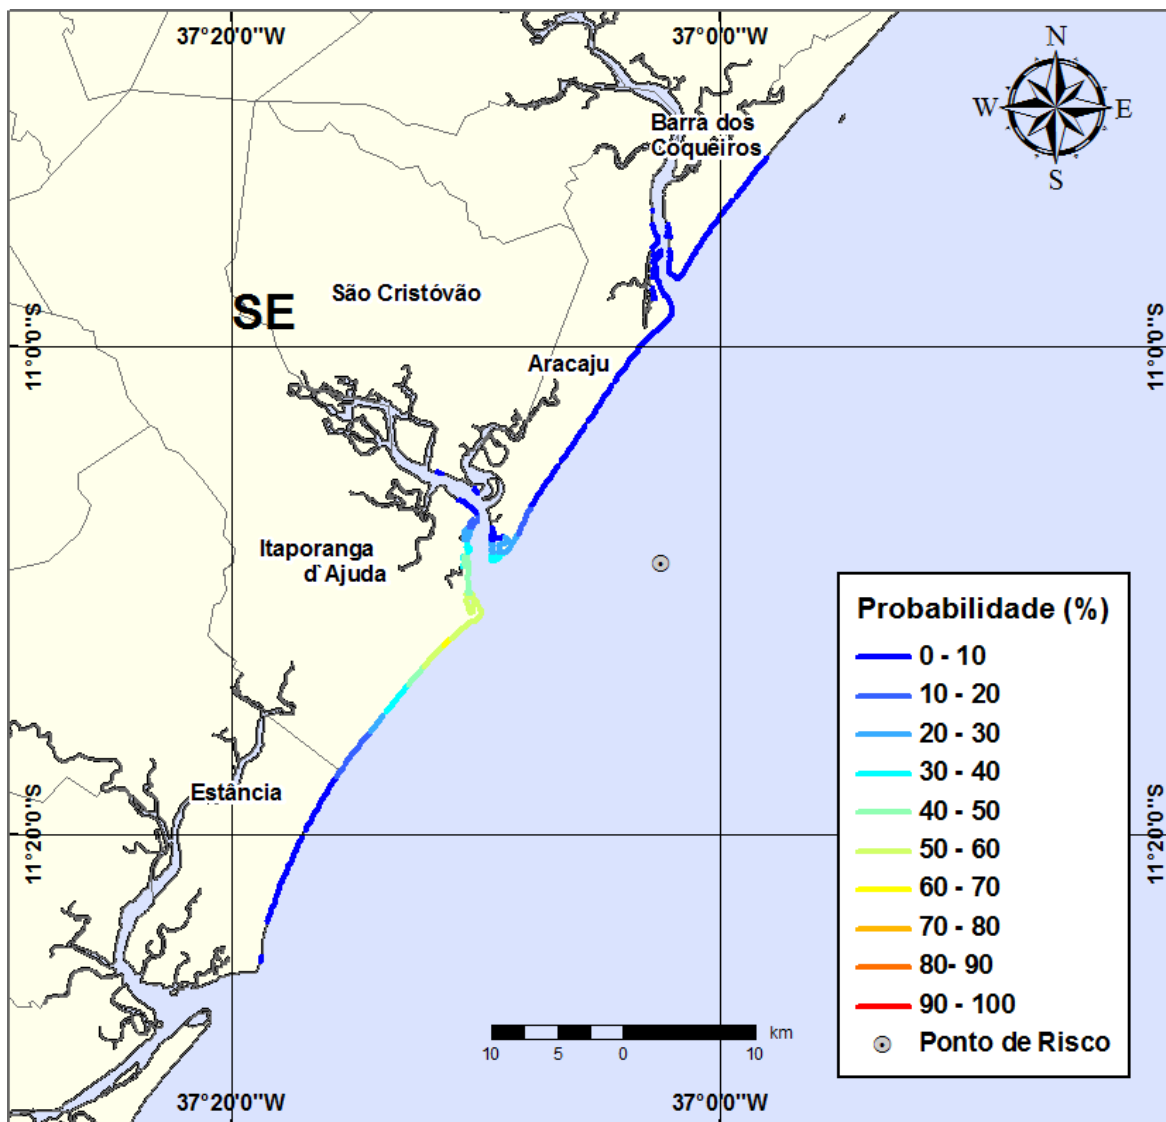 37°20'0"W
37°00'0"W
N
W
E
S
Barra dos
Coqueiros
São Cristóvão
SE
11°0'0"S
11°0'0"S
Aracaju
Itaporanga
d`Ajuda
Probabilidade (%)
0 - 10
10 - 20
20 - 30
30 - 40
40 - 50
50 - 60
60 - 70
70 - 80
80- 90
90 - 100
Ponto de Risco
Estância
11°20'0"S
11°20'0"S
km
10 5 0 10
37°20'0"W
37°00'0"W